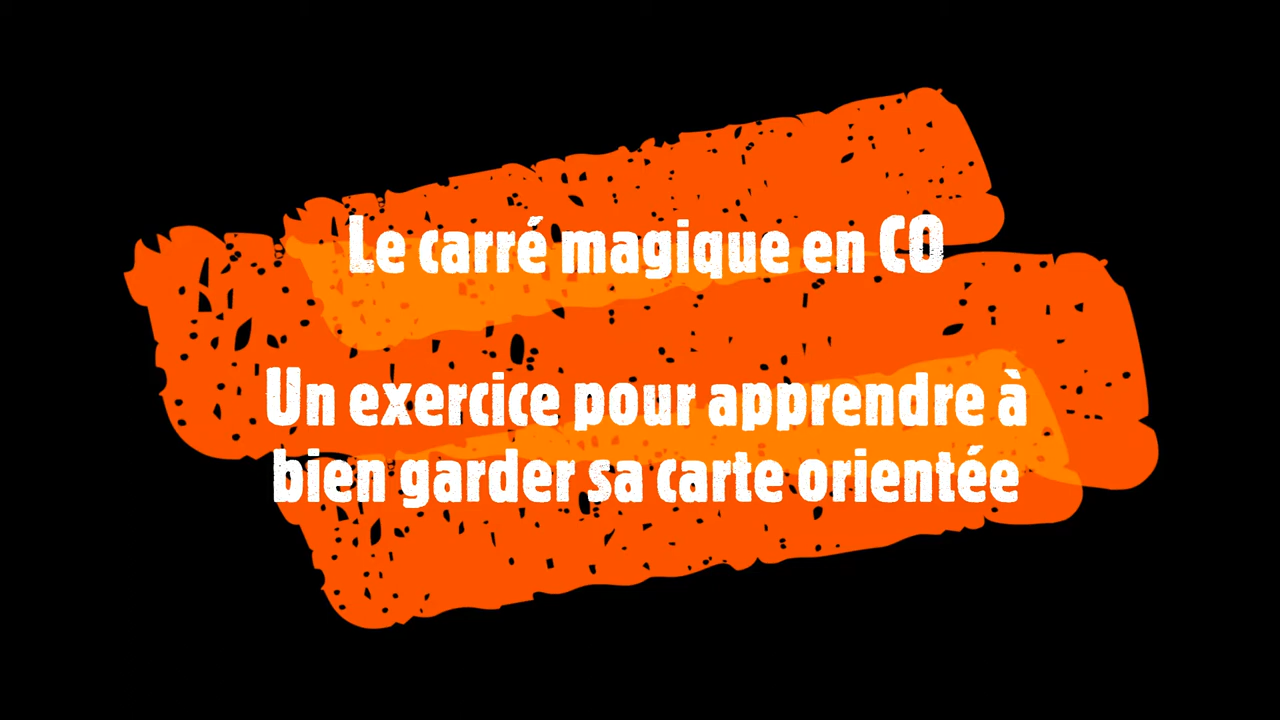 Le carré magique en CO
Un exercice pour apprendre à
bien garder sa carte orientée